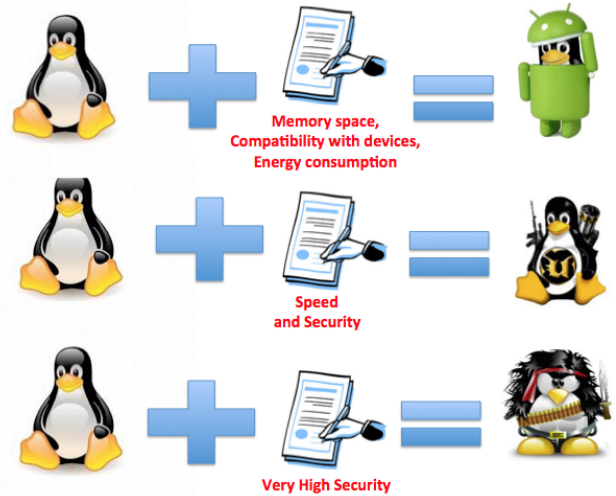 Memory space,
Compatibility with devices,
Energy consumption
Speed
and Security
Very High Security